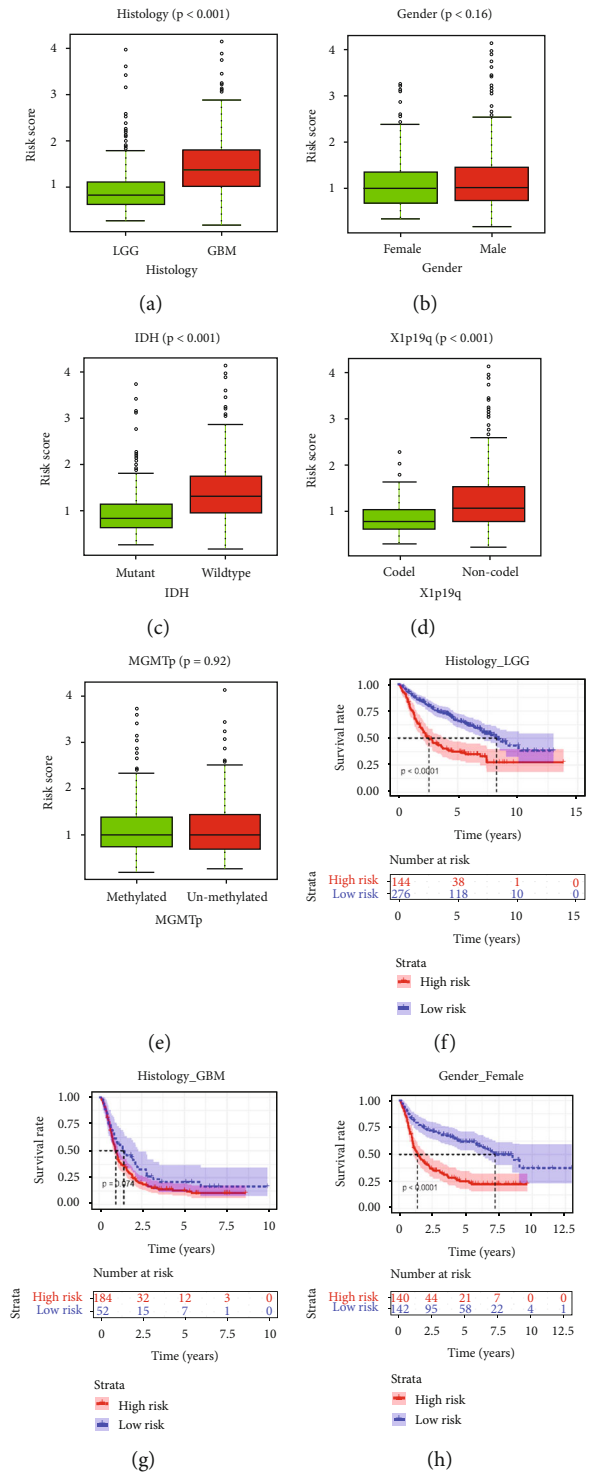 Histology (p < 0.001)
Risk score
4
3
2
1
LGG GBM
Histology
(a)
Gender (p < 0.16)
Risk score
4
3
2
1
Female Male
Gender
(b)
IDH (p < 0.001)
Risk score
4
3
2
1
Mutant Wildtype
IDH
(c)
X1p19q (p < 0.001)
Risk score
4
3
2
1
Codel Non-codel
X1p19q
(d)
MGMTp (p = 0.92)
Risk score
4
3
2
1
Methylated Un-methylated
MGMTp
(e)
Histology_LGG
Survival rate
1.00
0.75
0.50
0.25
0.00
p < 0.0001
0 5 10 15
Time (years)
Number at risk
Strata
High risk 144 38 1 0
Low risk 276 118 10 0
0 5 10 15
Time (years)
Strata
High risk
Low risk
(f)
Histology_GBM
Survival rate
1.00
0.75
0.50
0.25
0.00
p = 0.074
0 2.5 5 7.5 10
Time (years)
Number at risk
Strata
High risk 184 32 12 3 0
Low risk 52 15 7 1 0
0 2.5 5 7.5 10
Time (years)
Strata
High risk
Low risk
(g)
Gender_Female
Survival rate
1.00
0.75
0.50
0.25
0.00
p < 0.0001
0 2.5 5 7.5 10 12.5
Time (years)
Number at risk
Strata
High risk 140 44 21 7 0 0
Low risk 142 95 58 22 4 1
0 2.5 5 7.5 10 12.5
Time (years)
Strata
High risk
Low risk
(h)